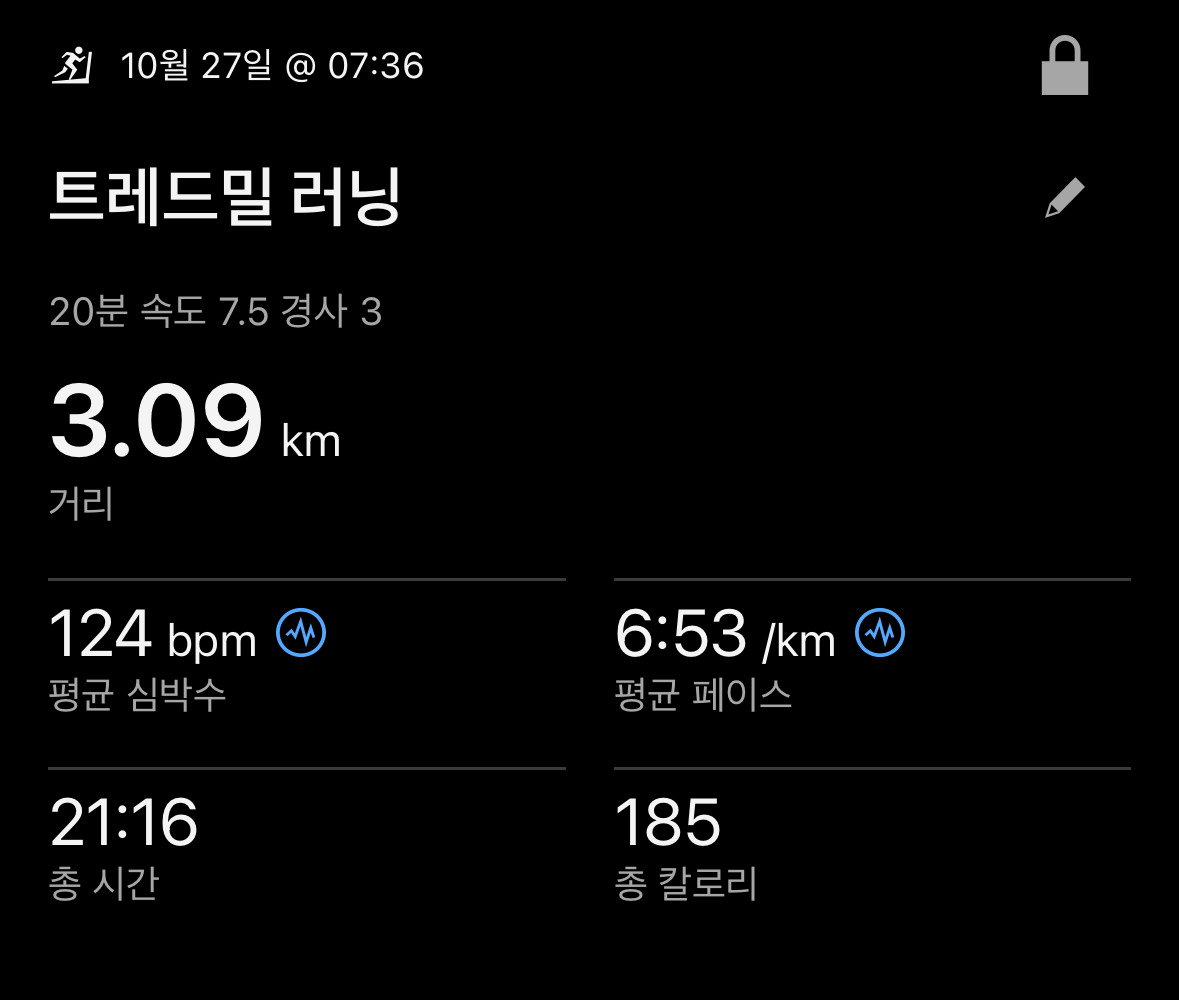 10월 27일 @ 07:36
트레드밀 러닝
20분 속도 7.5 경사 3
3.09 km
거리
124 bpm
평균 심박수
6:53 /km
평균 페이스
21:16
총 시간
185
총 칼로리